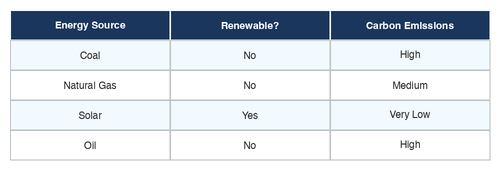 Energy Source Renewable? Carbon Emissions
Coal No High
Natural Gas No Medium
Solar Yes Very Low
Oil No High